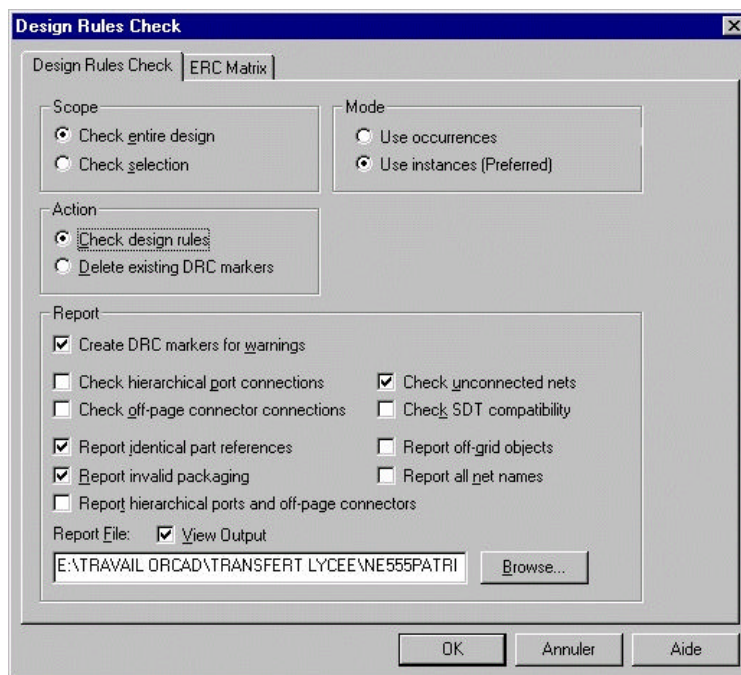 Design Rules Check
Design Rules Check ERC Matrix
Scope
Check entire design
Check selection
Mode
Use occurrences
Use instances (Preferred)
Action
Check design rules
Delete existing DRC markers
Report
Create DRC markers for warnings
Check hierarchical port connections
Check unconnected nets
Check off-page connector connections
Check SDT compatibility
Report identical part references
Report off-grid objects
Report invalid packaging
Report all net names
Report hierarchical ports and off-page connectors
Report File: View Output
E:\TRAVAIL ORCAD\TRANSFERT LYCEE\NE555PATRI
Browse...
OK Annuler Aide